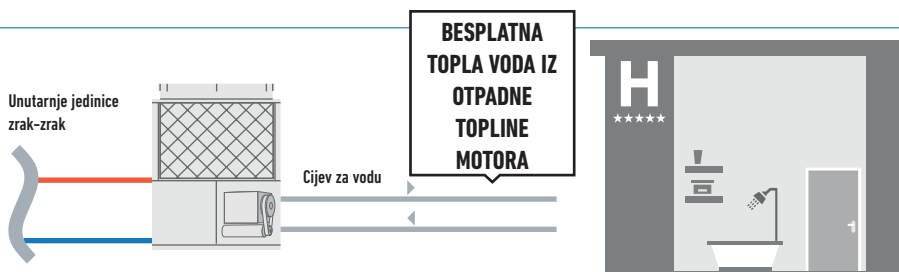 BESPLATNA
TOPLA VODA IZ
OTPADNE
TOPLINE
MOTORA
Unutarnje jedinice
zrak-zrak
Cijev za vodu
H
★★★★★